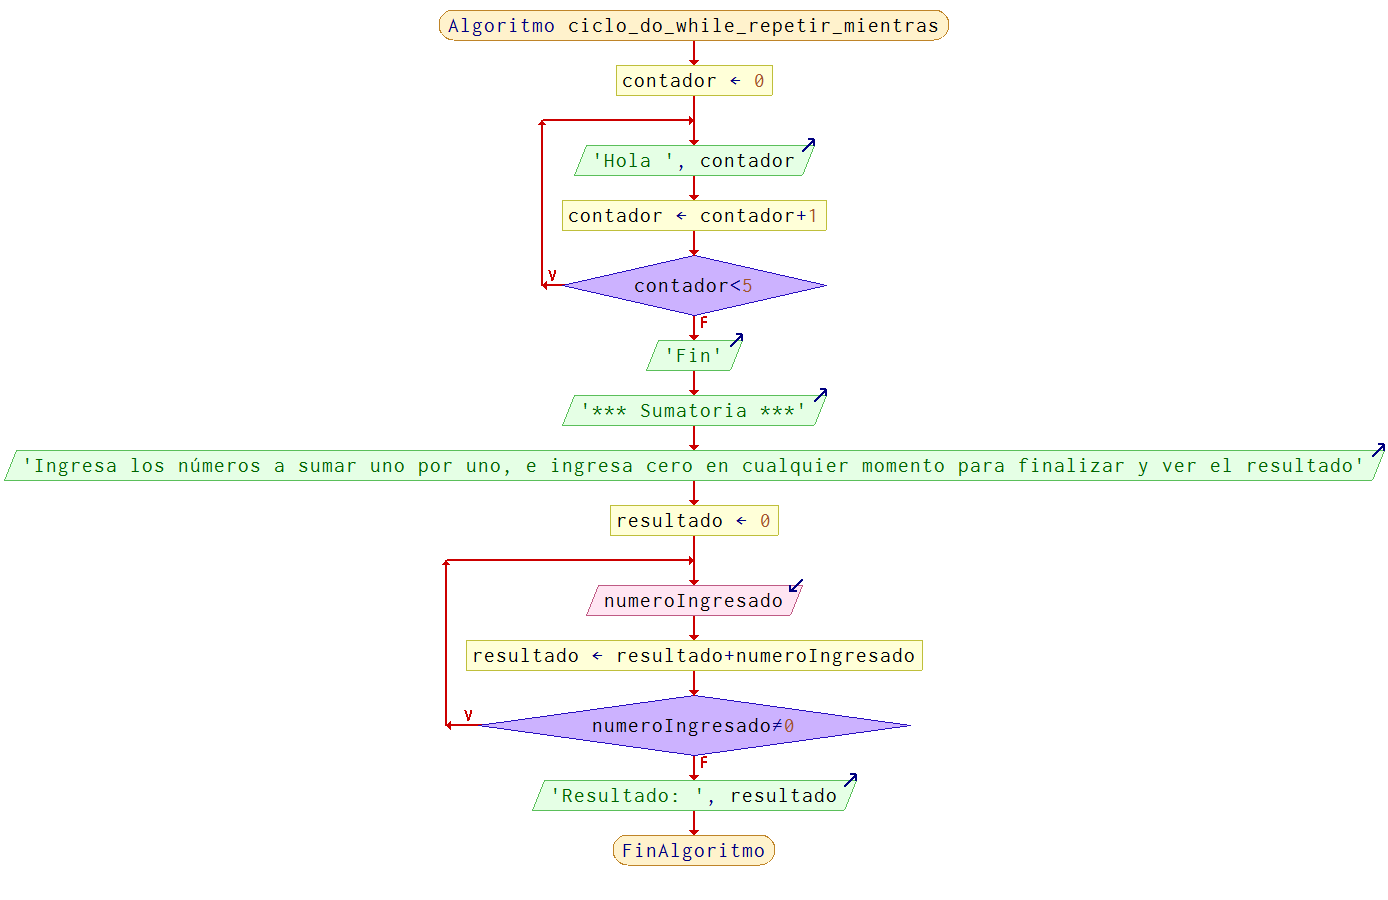 Algoritmo ciclo_do_while_repetir_mientras
contador ← 0
'Hola ', contador
contador ← contador+1
V
contador<5
F
'Fin'
'*** Sumatoria ***'
'Ingresa los números a sumar uno por uno, e ingresa cero en cualquier momento para finalizar y ver el resultado'
resultado ← 0
numeroIngresado
resultado ← resultado+numeroIngresado
V
numeroIngresado≠0
F
'Resultado: ', resultado
FinAlgoritmo